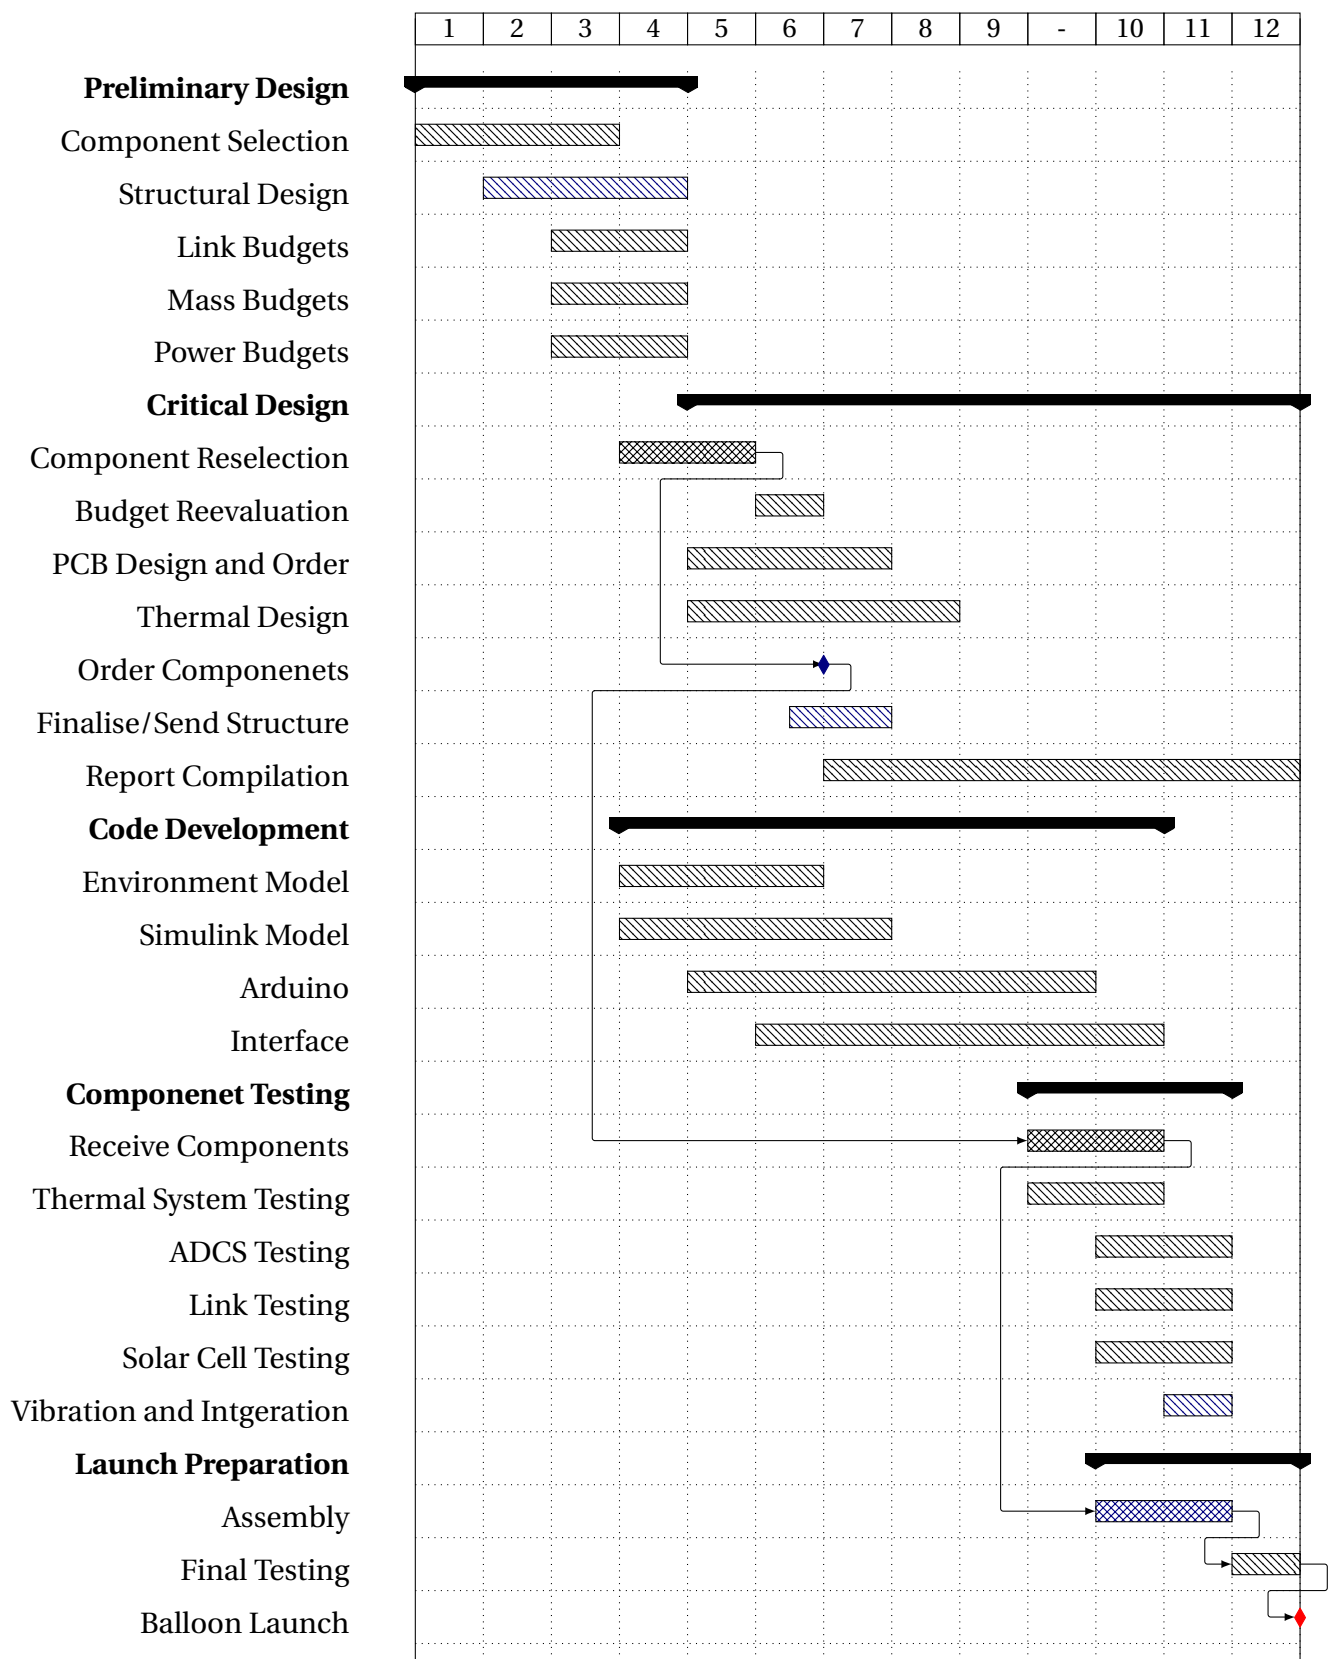 1 2 3 4 5 6 7 8 9 - 10 11 12
Preliminary Design
Component Selection
Structural Design
Link Budgets
Mass Budgets
Power Budgets
Critical Design
Component Reselection
Budget Reevaluation
PCB Design and Order
Thermal Design
Order Componenets
Finalise/Send Structure
Report Compilation
Code Development
Environment Model
Simulink Model
Arduino
Interface
Componenet Testing
Receive Components
Thermal System Testing
ADCS Testing
Link Testing
Solar Cell Testing
Vibration and Intgeration
Launch Preparation
Assembly
Final Testing
Balloon Launch